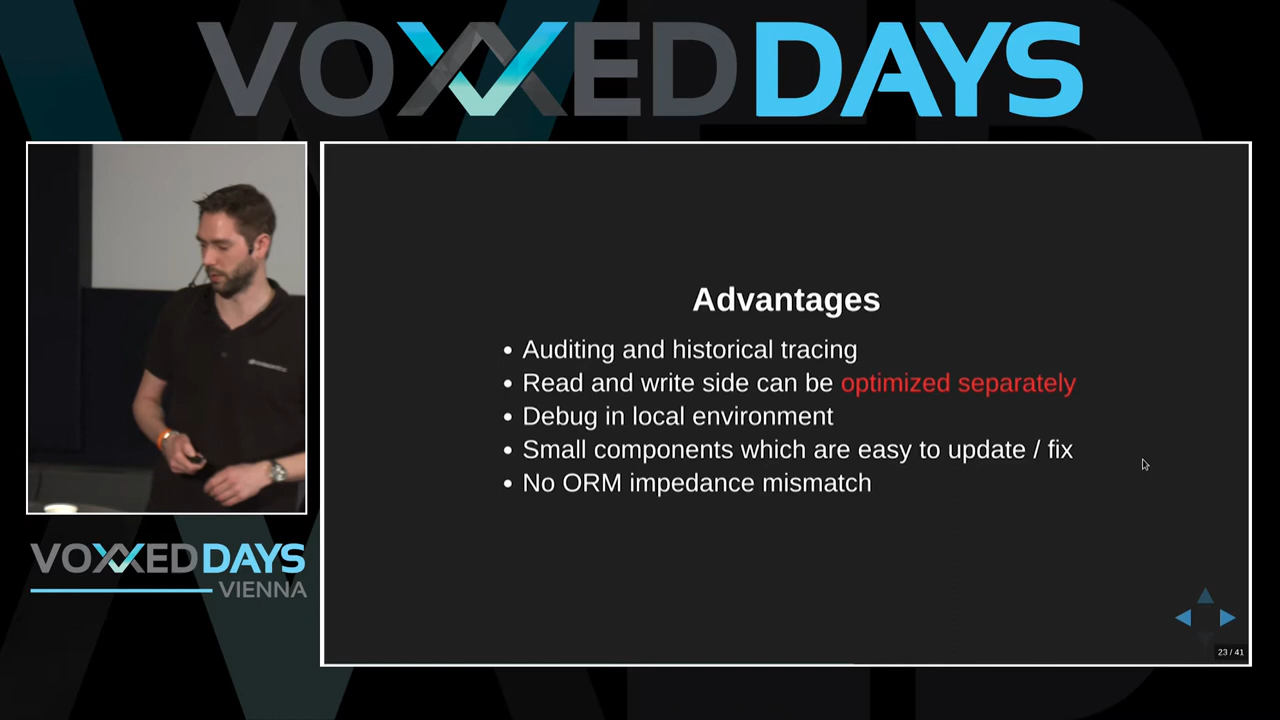 VOXXED DAYS
Advantages
• Auditing and historical tracing
• Read and write side can be optimized separately
• Debug in local environment
• Small components which are easy to update / fix
• No ORM impedance mismatch
VOXXED DAYS
VIENNA
23 / 41